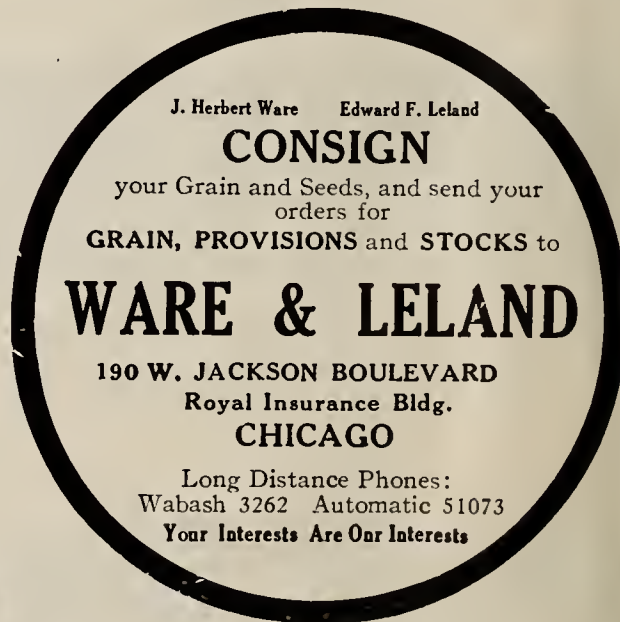 J. Herbert Ware Edward F. Leland
CONSIGN
your Grain and Seeds, and send your
orders for
GRAIN, PROVISIONS and STOCKS to
WARE & LELAND
190 W. JACKSON BOULEVARD
Royal Insurance Bldg.
CHICAGO
Long Distance Phones:
Wabash 3262 Automatic 51073
Your Interests Are Our Interests